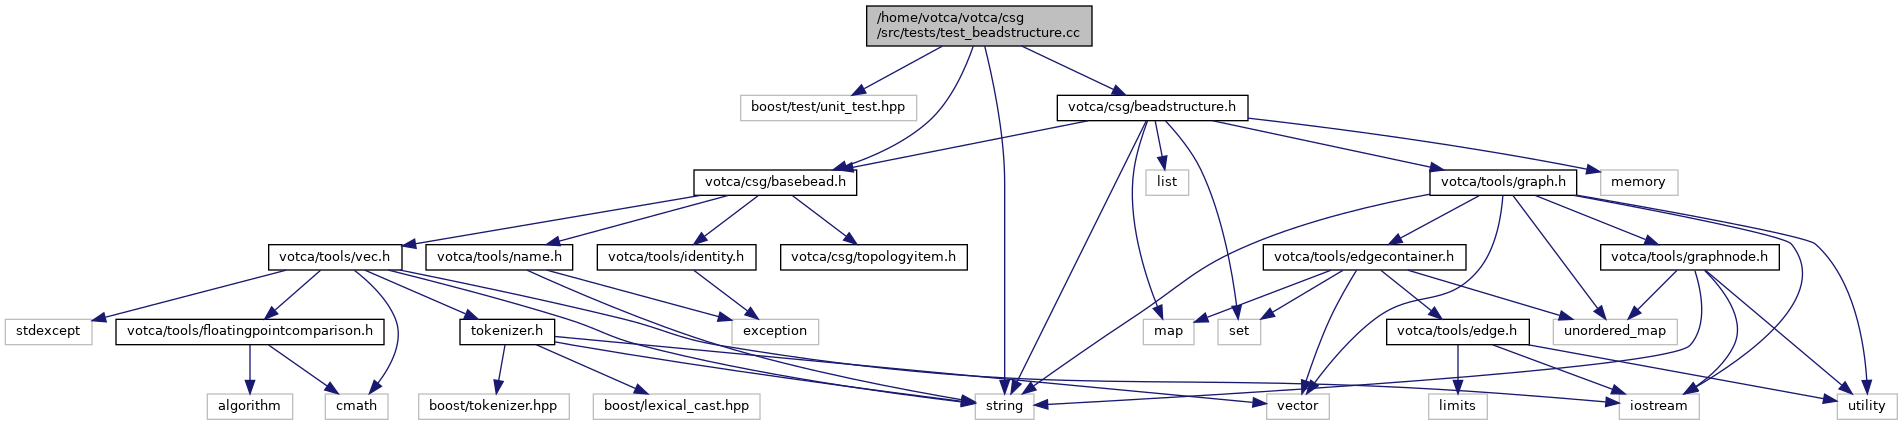 /home/votca/votca/csg
/src/tests/test_beadstructure.cc
boost/test/unit_test.hpp
votca/csg/beadstructure.h
votca/csg/basebead.h
list
votca/tools/graph.h
memory
votca/tools/vec.h
votca/tools/name.h
votca/tools/identity.h
votca/csg/topologyitem.h
votca/tools/edgecontainer.h
votca/tools/graphnode.h
stdexcept
votca/tools/floatingpointcomparison.h
tokenizer.h
exception
map
set
votca/tools/edge.h
unordered_map
algorithm
cmath
boost/tokenizer.hpp
boost/lexical_cast.hpp
string
vector
limits
iostream
utility